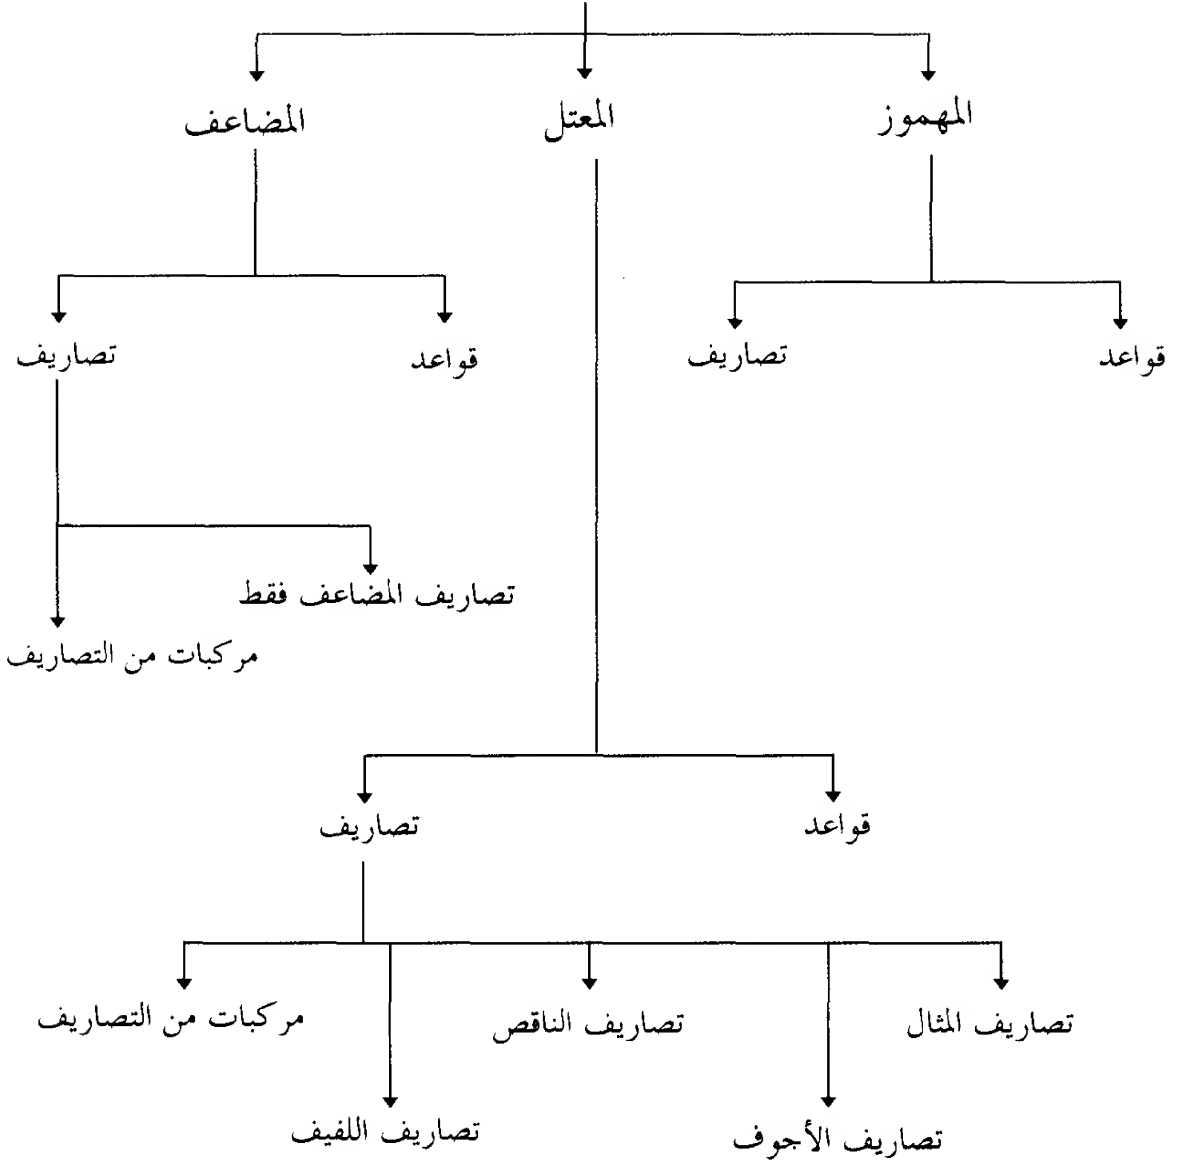 المهموز
المعتل
المضاعف
قواعد
تصاريف
قواعد
تصاريف
تصاريف المضاعف فقط
مركبات من التصاريف
قواعد
تصاريف
تصاريف المثال
تصاريف الناقص
مركبات من التصاريف
تصاريف الأجوف
تصاريف اللفيف